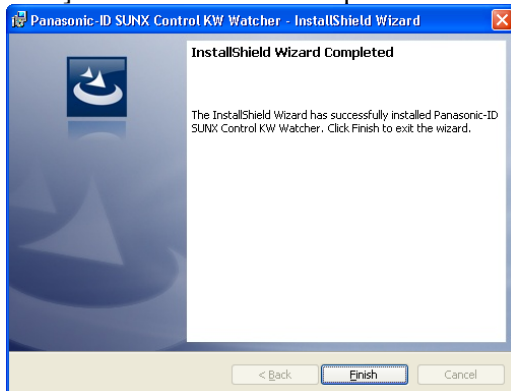 Panasonic-ID SUNX Control KW Watcher - InstallShield Wizard
InstallShield Wizard Completed
The InstallShield Wizard has successfully installed Panasonic-ID
SUNX Control KW Watcher. Click Finish to exit the wizard.
< Back Finish Cancel